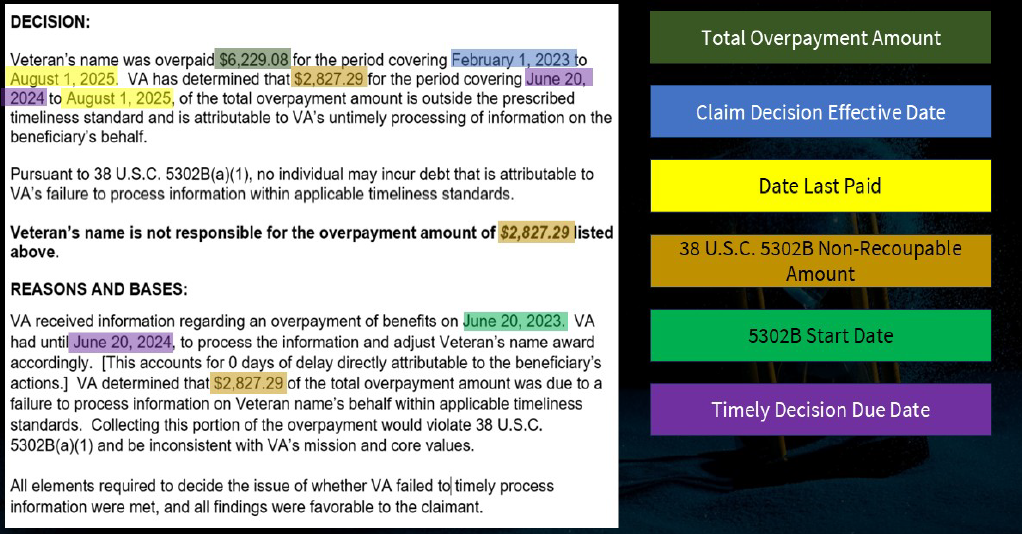 DECISION:
Veteran's name was overpaid $6,229.08 for the period covering February 1, 2023 to
August 1, 2025. VA has determined that $2,827.29 for the period covering June 20,
2024 to August 1, 2025, of the total overpayment amount is outside the prescribed
timeliness standard and is attributable to VA's untimely processing of information on the
beneficiary's behalf.
Pursuant to 38 U.S.C. 5302B(a)(1), no individual may incur debt that is attributable to
VA's failure to process information within applicable timeliness standards.
Veteran's name is not responsible for the overpayment amount of $2,827.29 listed
above.
REASONS AND BASES:
VA received information regarding an overpayment of benefits on June 20, 2023. VA
had until June 20, 2024, to process the information and adjust Veteran's name award
accordingly. [This accounts for 0 days of delay directly attributable to the beneficiary's
actions.] VA determined that $2,827.29 of the total overpayment amount was due to a
failure to process information on Veteran name's behalf within applicable timeliness
standards. Collecting this portion of the overpayment would violate 38 U.S.C.
5302B(a)(1) and be inconsistent with VA's mission and core values.
All elements required to decide the issue of whether VA failed to timely process
information were met, and all findings were favorable to the claimant.
Total Overpayment Amount
Claim Decision Effective Date
Date Last Paid
38 U.S.C. 5302B Non-Recoupable
Amount
5302B Start Date
Timely Decision Due Date